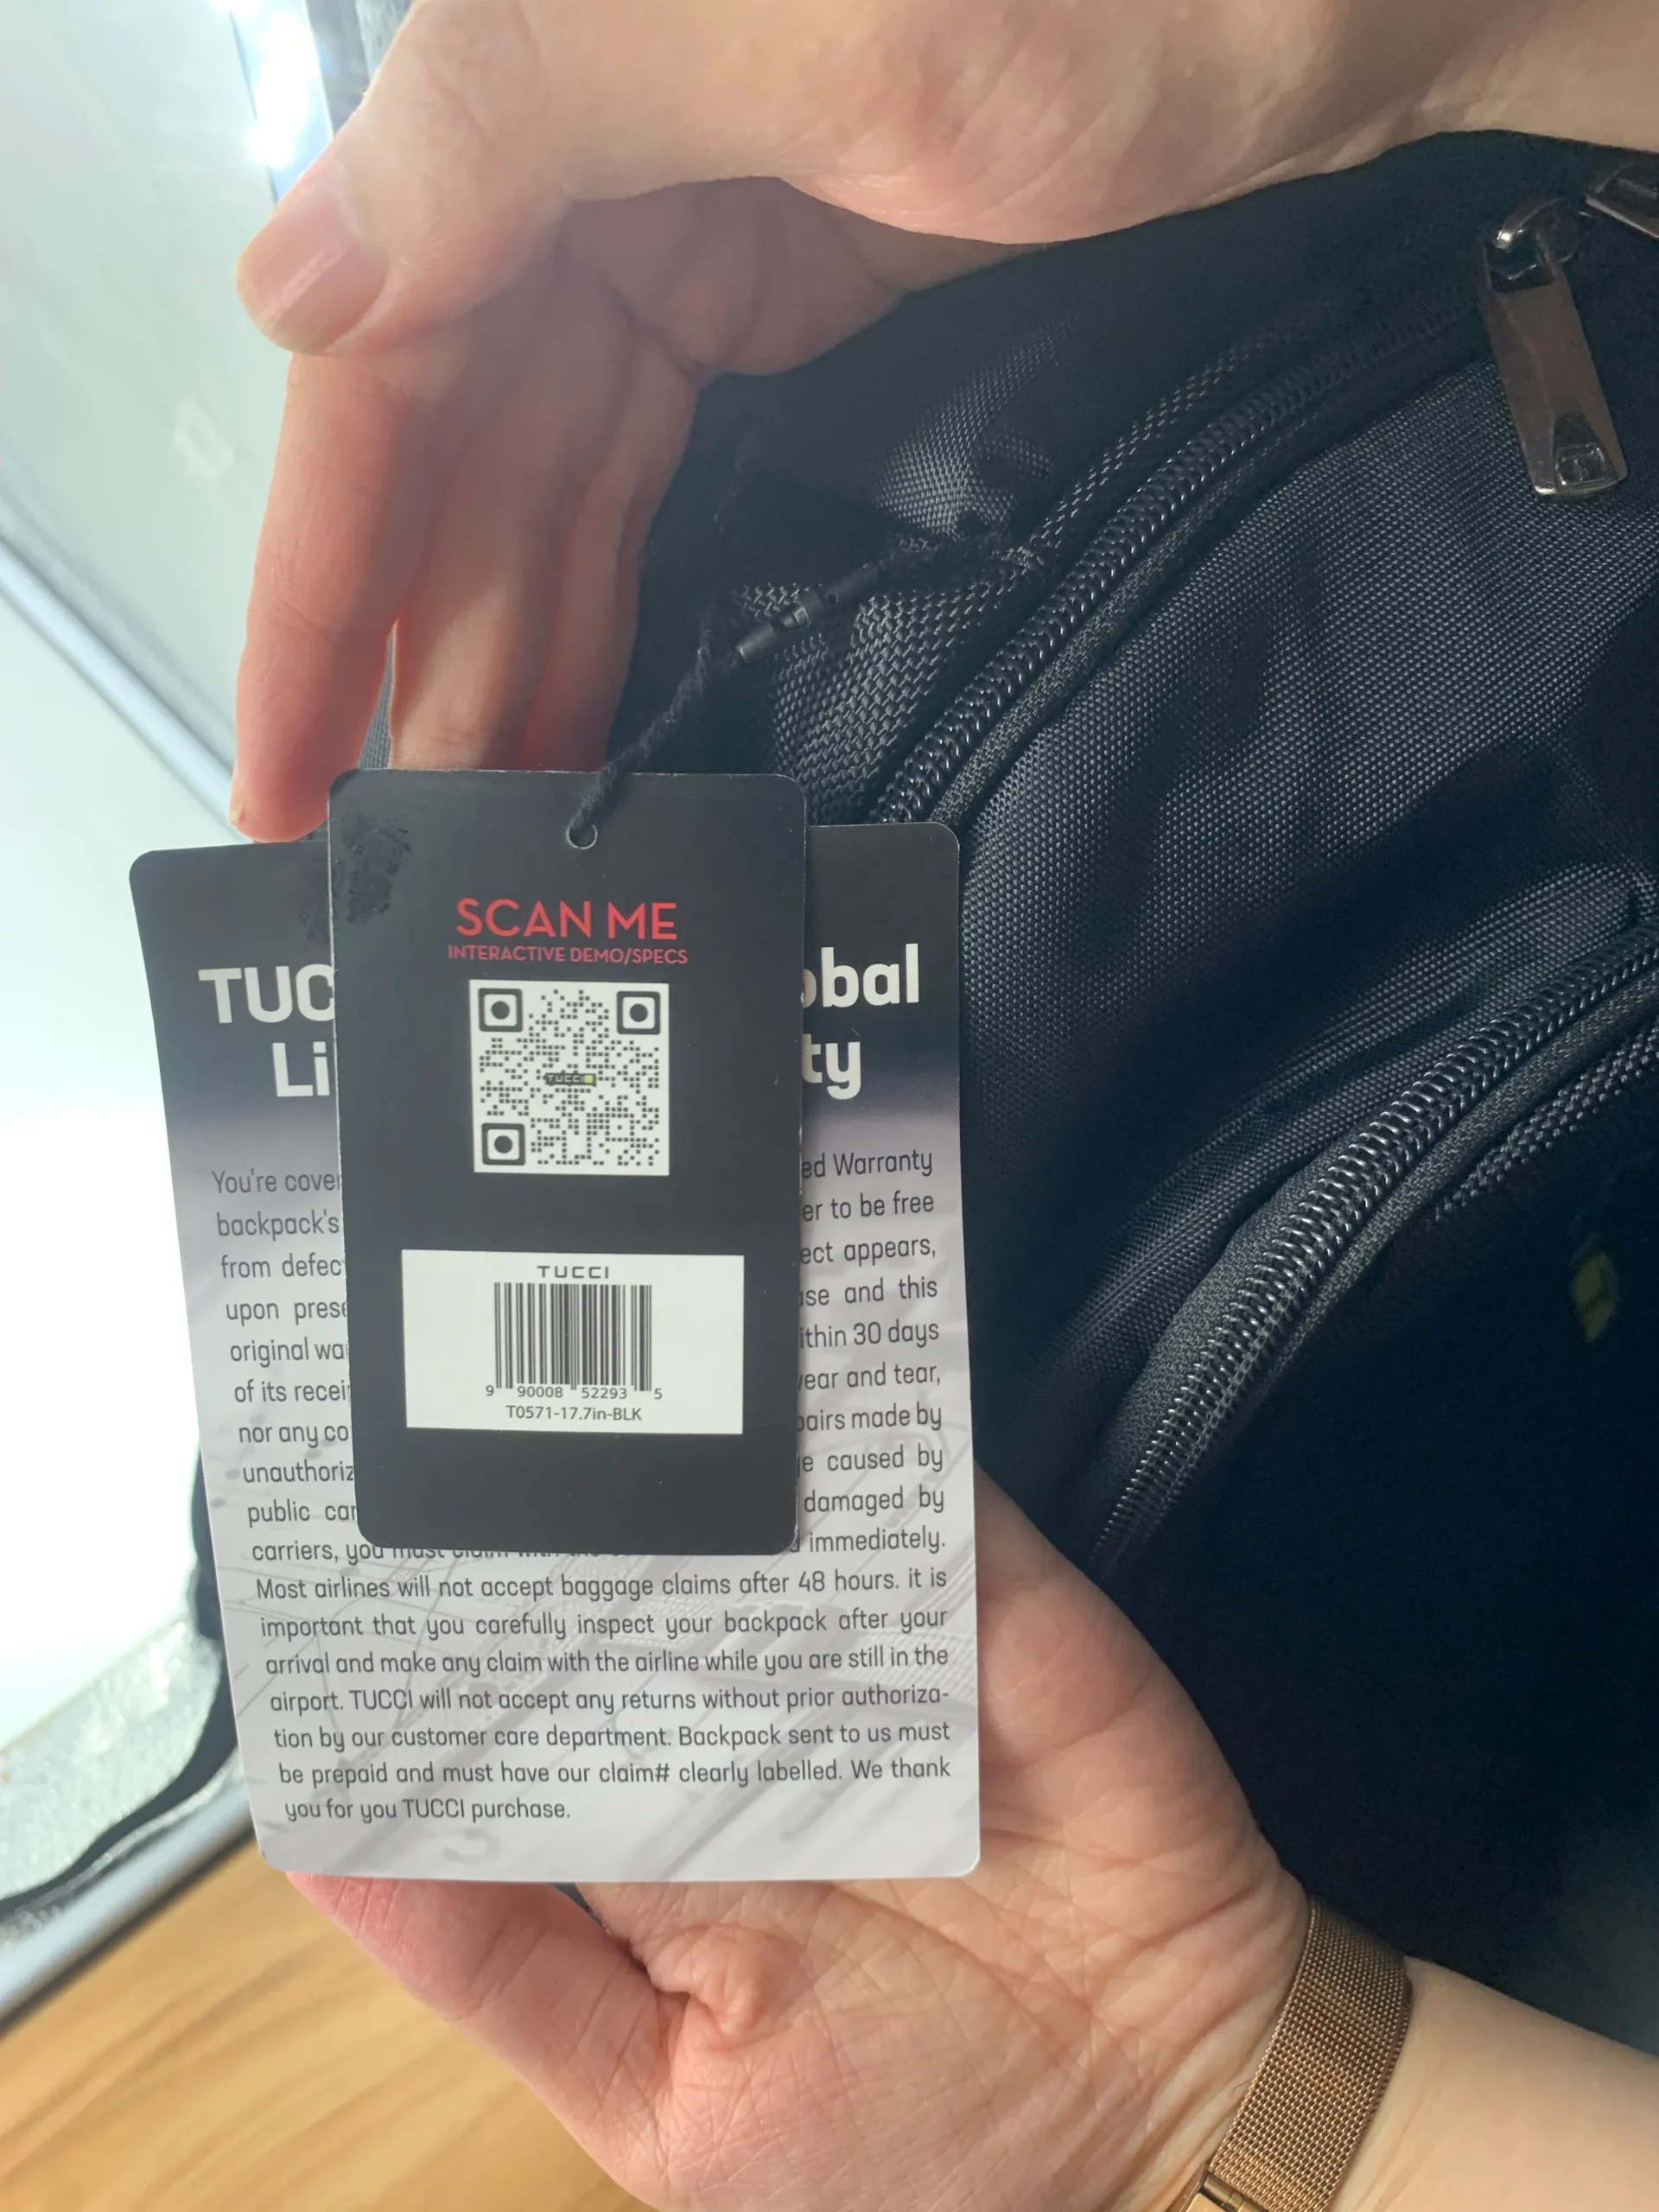 SCAN ME
INTERACTIVE DEMO/SPECS
TUCCI
TUCCI
9 90008 52293 5
T0571-17.7in-BLK
TUC obal
Li ty
You're cove ed Warranty
backpack's er to be free
from defec ect appears,
upon prese ase and this
original wa ithin 30 days
of its recei ear and tear,
nor any co pairs made by
unauthoriz e caused by
public car damaged by
carriers, you must claim immediately.
Most airlines will not accept baggage claims after 48 hours. it is
important that you carefully inspect your backpack after your
arrival and make any claim with the airline while you are still in the
airport. TUCCI will not accept any returns without prior authoriza-
tion by our customer care department. Backpack sent to us must
be prepaid and must have our claim# clearly labelled. We thank
you for you TUCCI purchase.